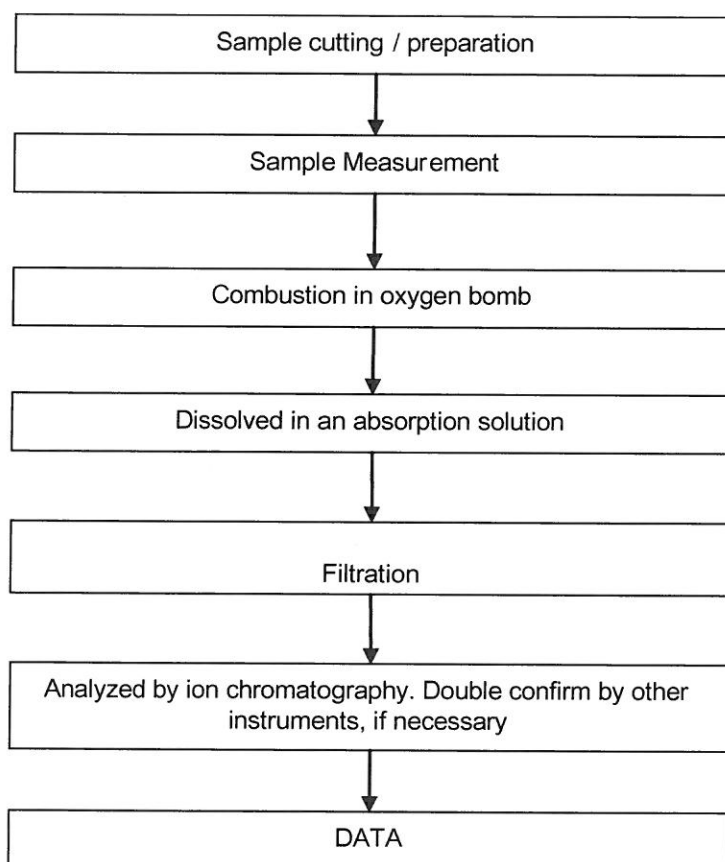 Sample cutting / preparation
Sample Measurement
Combustion in oxygen bomb
Dissolved in an absorption solution
Filtration
Analyzed by ion chromatography. Double confirm by other
instruments, if necessary
DATA